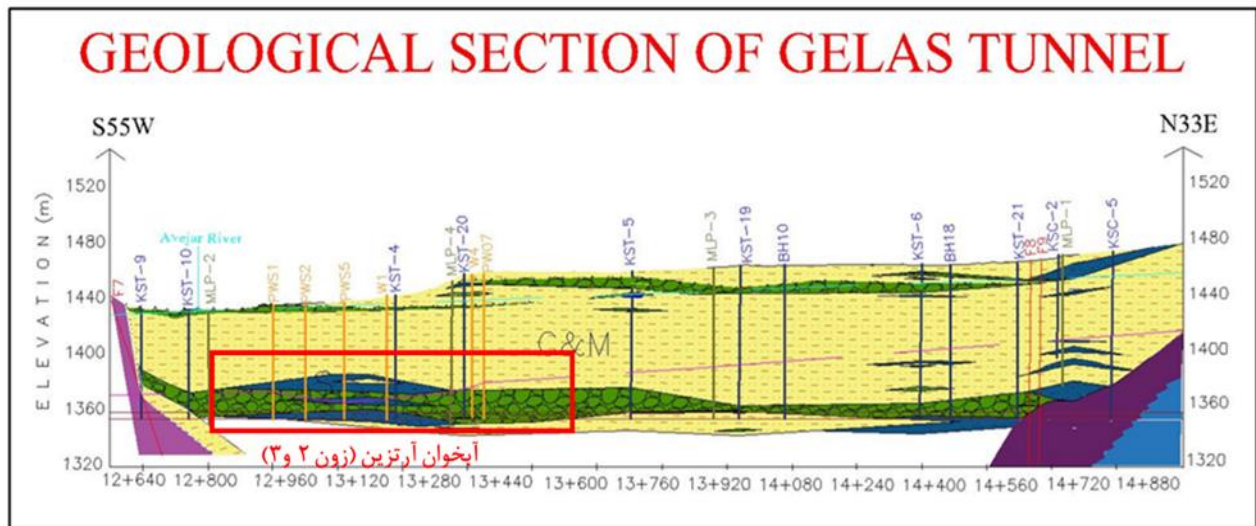 GEOLOGICAL SECTION OF GELAS TUNNEL
S55W
N33E
ELEVATION (m)
1520
1480
1440
1400
1360
1320
1520
1480
1440
1400
1360
1320
F7
KST-9
KST-10
Avejar River
MLP-2
PWS1
PWS2
PWS5
W1
KST-4
MLP-4
KST-20
PW07
KST-5
MLP-3
KST-19
BH10
KST-6
BH18
KST-21
F8
F9
KSC-2
MLP-1
KSC-5
C&M
آبخوان آرتزین (زون ۲ و۳)
12+640 12+800 12+960 13+120 13+280 13+440 13+600 13+760 13+920 14+080 14+240 14+400 14+560 14+720 14+880